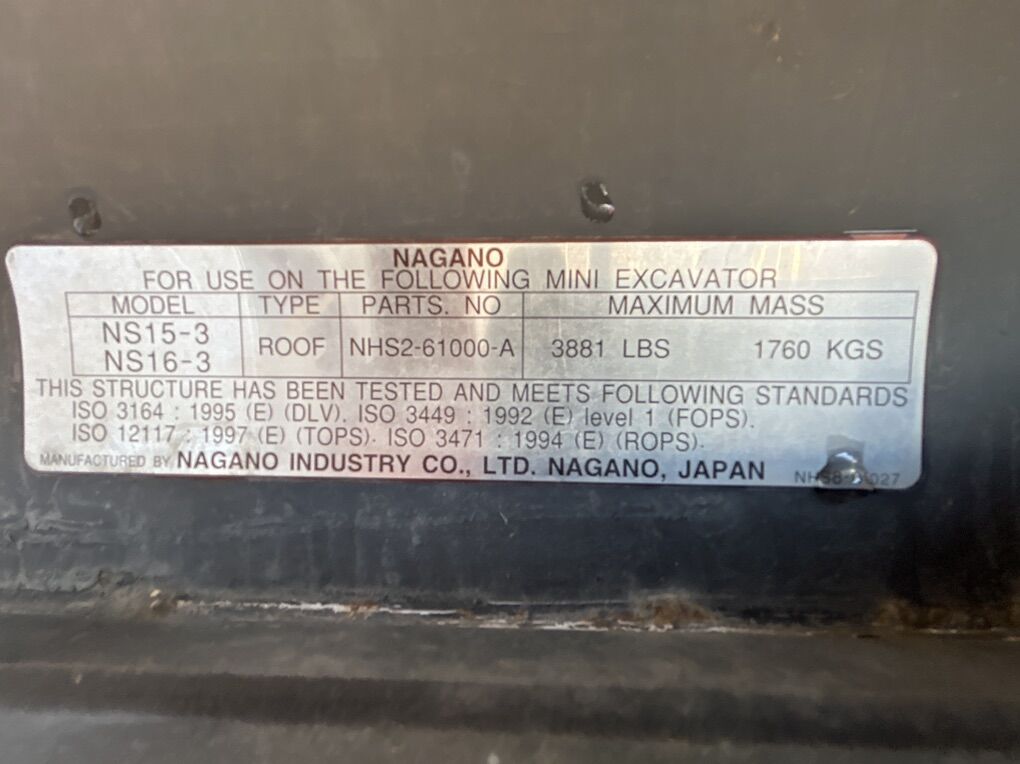 NAGANO
FOR USE ON THE FOLLOWING MINI EXCAVATOR
MODEL TYPE PARTS. NO MAXIMUM MASS
NS15-3
NS16-3
ROOF NHS2-61000-A 3881 LBS 1760 KGS
THIS STRUCTURE HAS BEEN TESTED AND MEETS FOLLOWING STANDARDS
ISO 3164 : 1995 (E) (DLV). ISO 3449 : 1992 (E) level 1 (FOPS).
ISO 12117 : 1997 (E) (TOPS). ISO 3471 : 1994 (E) (ROPS).
MANUFACTURED BY NAGANO INDUSTRY CO., LTD. NAGANO, JAPAN